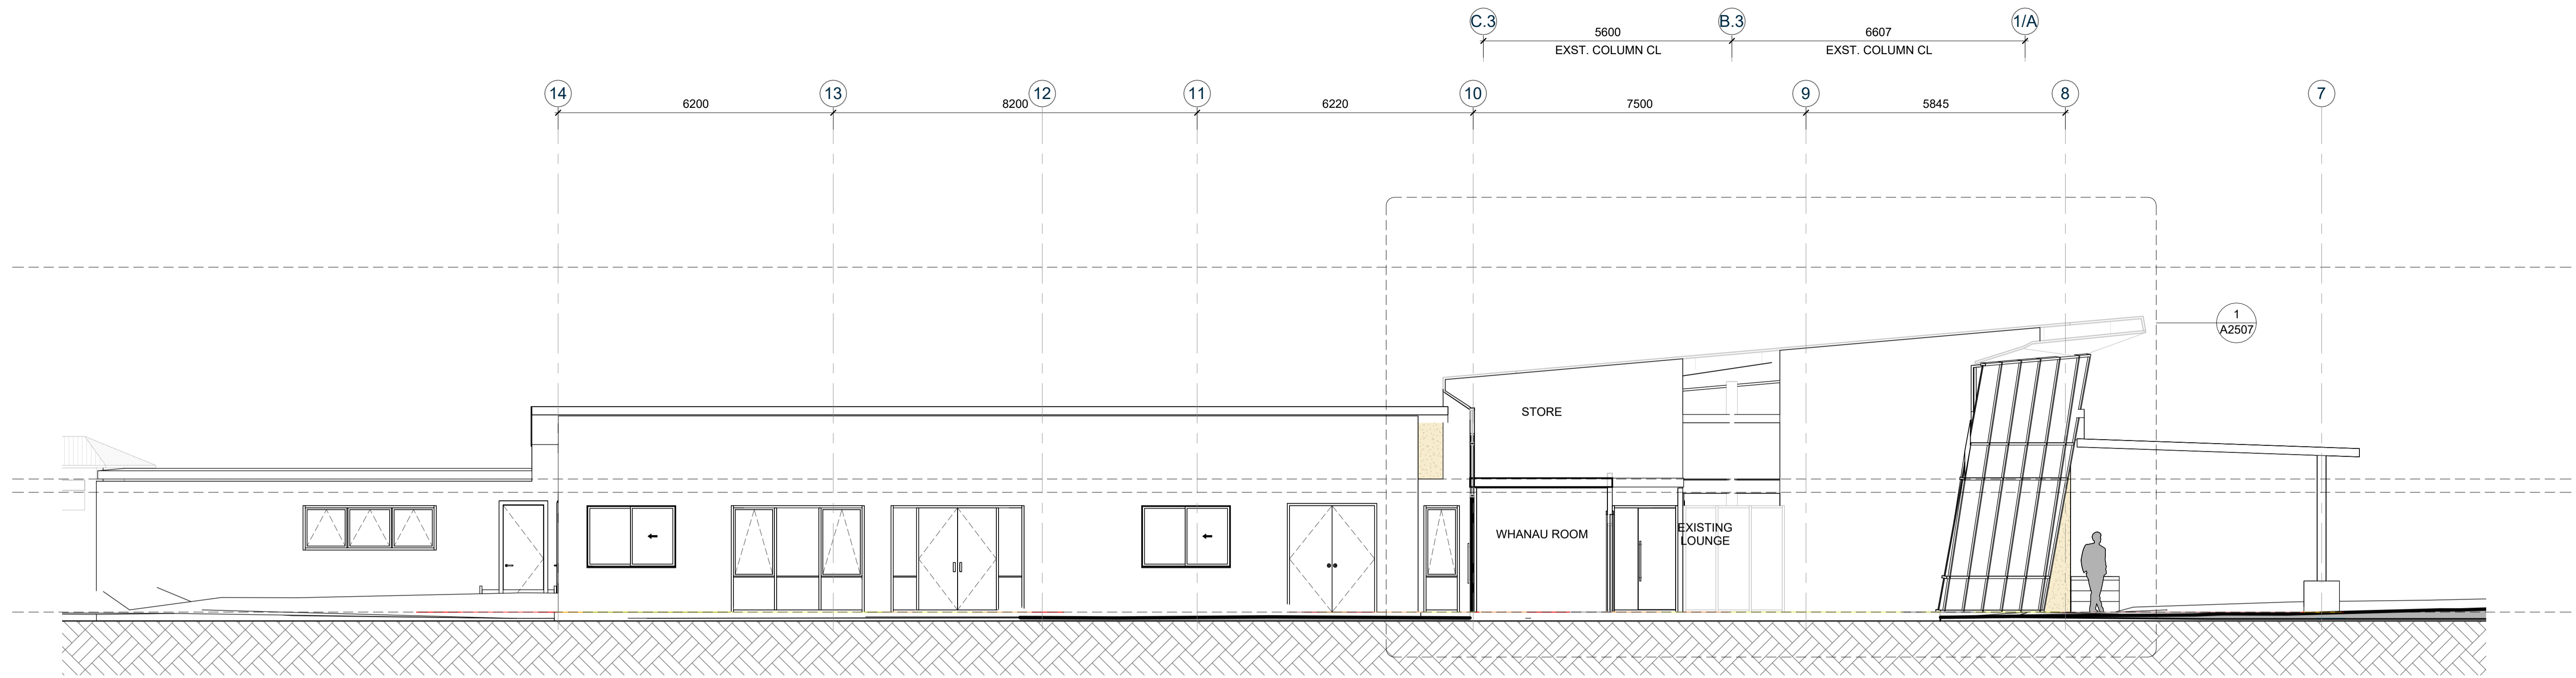 C.3
B.3
1/A
5600
6607
EXST. COLUMN CL
EXST. COLUMN CL
14
13
12
11
10
9
8
7
6200
8200
6220
7500
5845
1
A2507
STORE
WHANAU ROOM
EXISTING
LOUNGE